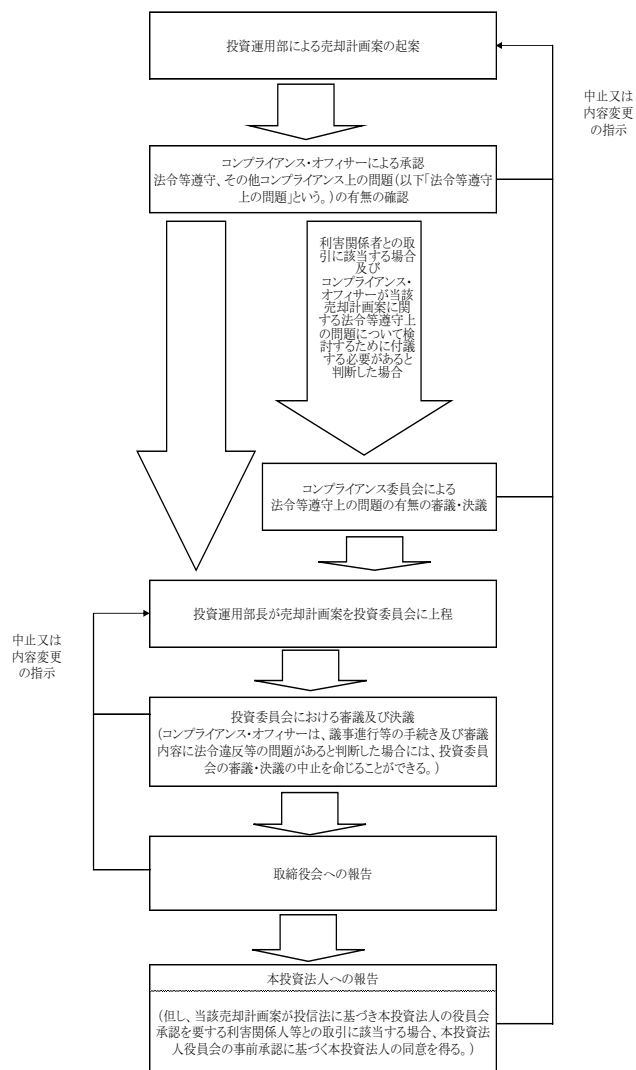 投資運用部による売却計画案の起案
中止又は
内容変更
の指示
コンプライアンス・オフィサーによる承認
法令等遵守、その他コンプライアンス上の問題(以下「法令等遵守
上の問題」という。)の有無の確認
利害関係者との取
引に該当する場合
及び
コンプライアンス・
オフィサーが当該
売却計画案に関
する法令等遵守上
の問題について検
討するために付議
する必要があると
判断した場合
コンプライアンス委員会による
法令等遵守上の問題の有無の審議・決議
投資運用部長が売却計画案を投資委員会に上程
中止又は
内容変更
の指示
投資委員会における審議及び決議
(コンプライアンス・オフィサーは、議事進行等の手続き及び審議
内容に法令違反等の問題があると判断した場合には、投資委員
会の審議・決議の中止を命じることができる。)
取締役会への報告
本投資法人への報告
(但し、当該売却計画案が投信法に基づき本投資法人の役員会
承認を要する利害関係人等との取引に該当する場合、本投資法
人役員会の事前承認に基づく本投資法人の同意を得る。)